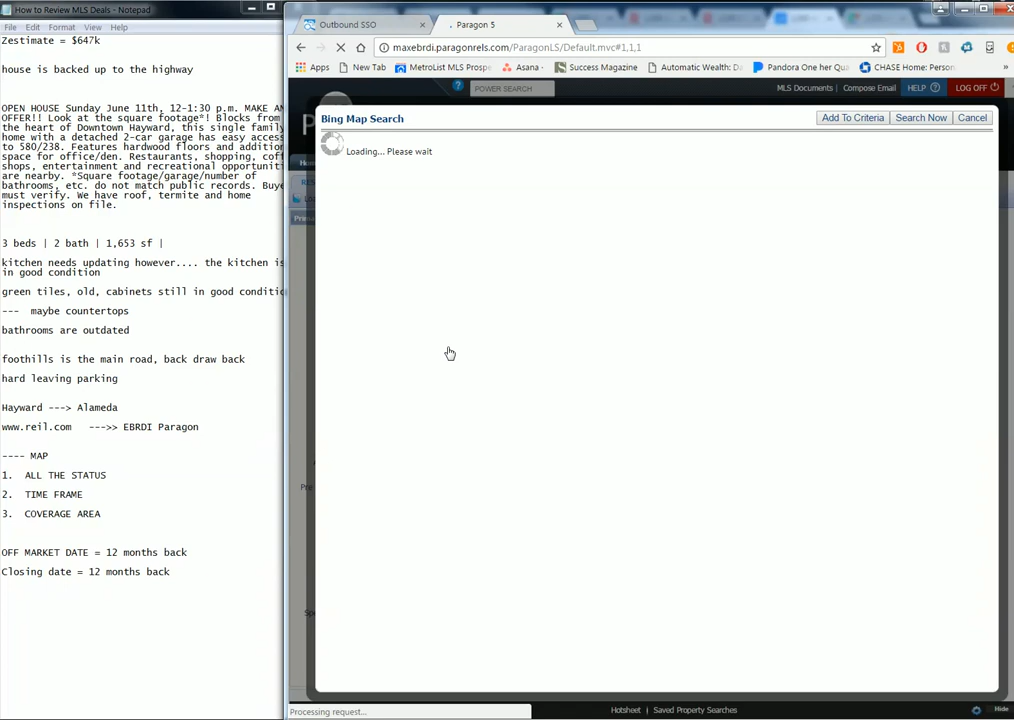 How to Review MLS Deals - Notepad
File Edit Format View Help
Zestimate = $647k
house is backed up to the highway
OPEN HOUSE Sunday June 11th, 12-1:30 p.m. MAKE AN
OFFER!! Look at the square footage*! Blocks from
the heart of Downtown Hayward, this single family
home with a detached 2-car garage has easy access
to 580/238. Features hardwood floors and addition
space for office/den. Restaurants, shopping, coff
shops, entertainment and recreational opportuniti
are nearby. *Square footage/garage/number of
bathrooms, etc. do not match public records. Buye
must verify. We have roof, termite and home
inspections on file.
3 beds | 2 bath | 1,653 sf |
kitchen needs updating however.... the kitchen is
in good condition
green tiles, old, cabinets still in good conditio
--- maybe countertops
bathrooms are outdated
foothills is the main road, back draw back
hard leaving parking
Hayward ---> Alameda
www.reil.com --->> EBRDI Paragon
---- MAP
1. ALL THE STATUS
2. TIME FRAME
3. COVERAGE AREA
OFF MARKET DATE = 12 months back
Closing date = 12 months back
Outbound SSO
Paragon 5
maxebrdi.paragonrels.com/ParagonLS/Default.mvc#1,1,1
Apps New Tab MetroList MLS Prospe Asana - Success Magazine Automatic Wealth: Da Pandora One her Qua CHASE Home: Person
POWER SEARCH MLS Documents Compose Email HELP LOG OFF
Bing Map Search Add To Criteria Search Now Cancel
Loading... Please wait
Processing request...
Hotsheet Saved Property Searches Hide